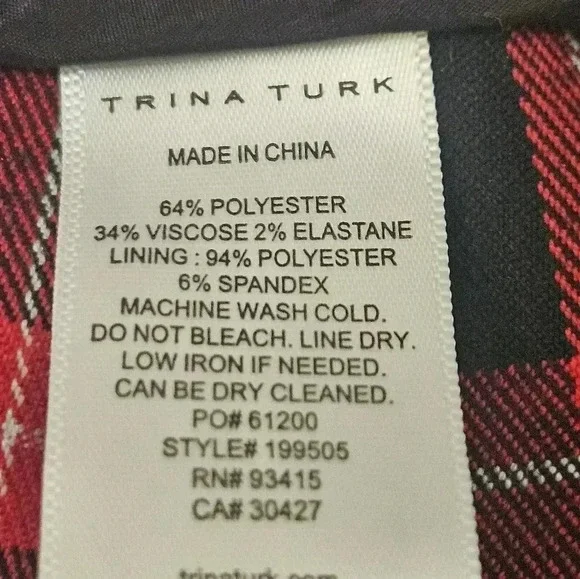 TRINA TURK
MADE IN CHINA
64% POLYESTER
34% VISCOSE 2% ELASTANE
LINING : 94% POLYESTER
6% SPANDEX
MACHINE WASH COLD.
DO NOT BLEACH. LINE DRY.
LOW IRON IF NEEDED.
CAN BE DRY CLEANED.
PO# 61200
STYLE# 199505
RN# 93415
CA# 30427
trinaturk.com